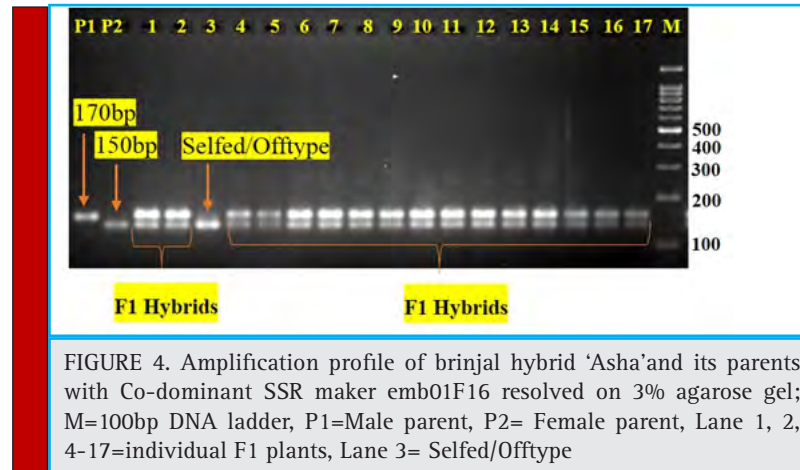 P1 P2 1 2 3 4 5 6 7 8 9 10 11 12 13 14 15 16 17 M
170bp
150bp Selfed/Offtype
500
400
300
200
100
F1 Hybrids F1 Hybrids
FIGURE 4. Amplification profile of brinjal hybrid ‘Asha’and its parents
with Co-dominant SSR maker emb01F16 resolved on 3% agarose gel;
M=100bp DNA ladder, P1=Male parent, P2= Female parent, Lane 1, 2,
4-17=individual F1 plants, Lane 3= Selfed/Offtype